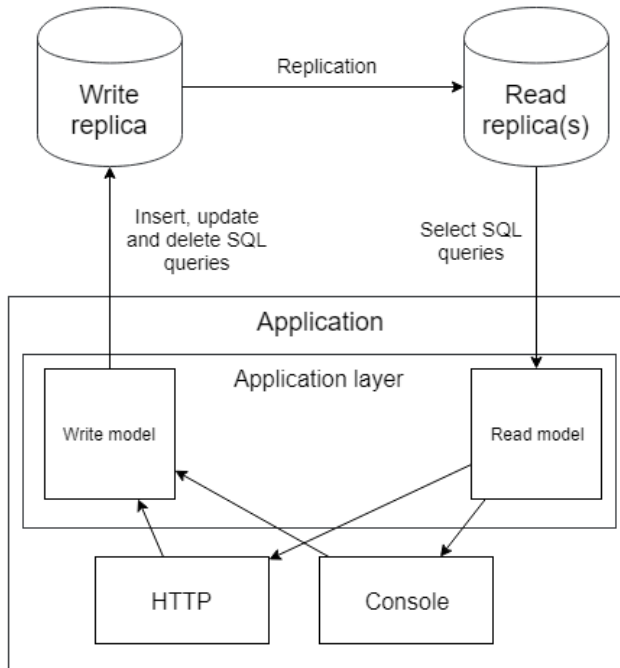 Write
replica
Replication
Read
replica(s)
Insert, update
and delete SQL
queries
Select SQL
queries
Application
Application layer
Write model
Read model
HTTP
Console